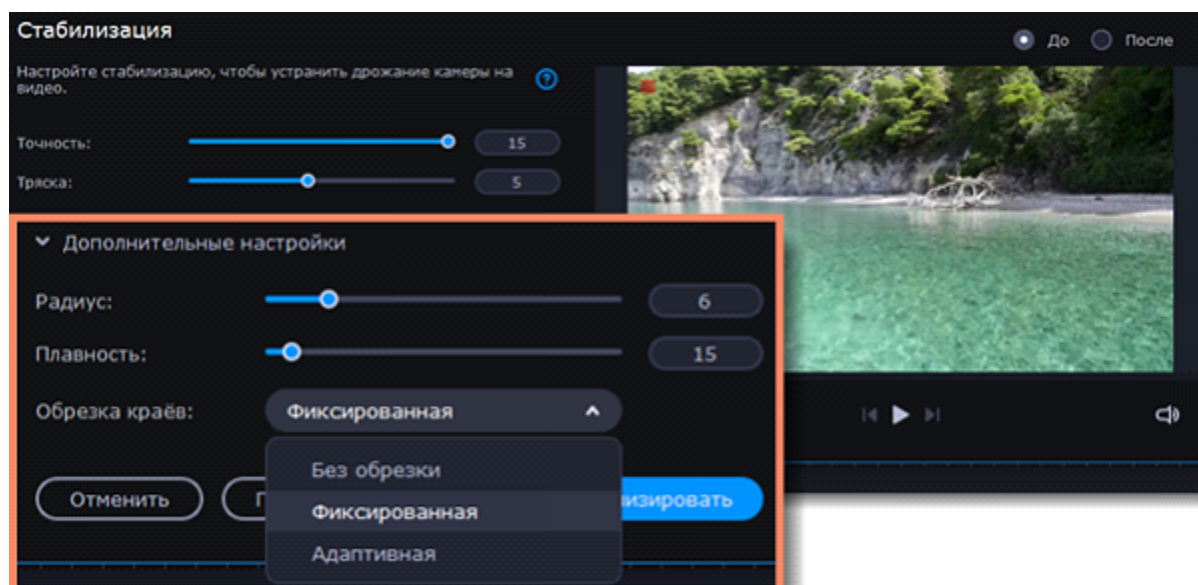 Стабилизация
До
После
Настройте стабилизацию, чтобы устранить дрожание камеры на
видео.
?
Точность:
15
Тряска:
5
Дополнительные настройки
Радиус:
6
Плавность:
15
Обрезка краёв:
Фиксированная
Без обрезки
Отменить
П
изировать
Фиксированная
Адаптивная